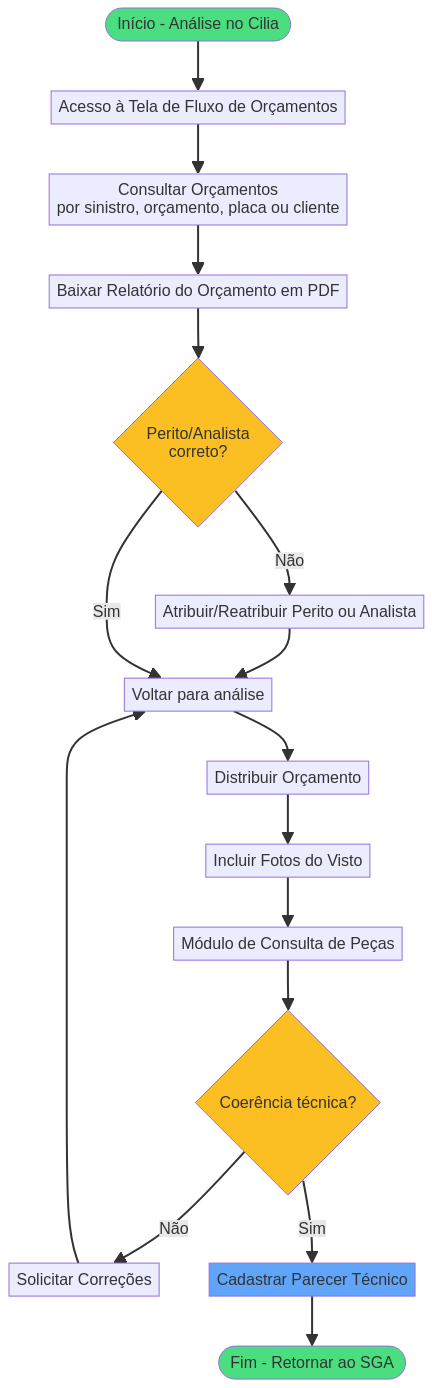 Início - Análise no Cilia
Acesso à Tela de Fluxo de Orçamentos
Consultar Orçamentos
por sinistro, orçamento, placa ou cliente
Baixar Relatório do Orçamento em PDF
Perito/Analista
correto?
Não
Sim
Atribuir/Reatribuir Perito ou Analista
Voltar para análise
Distribuir Orçamento
Incluir Fotos do Visto
Módulo de Consulta de Peças
Coerência técnica?
Não
Sim
Solicitar Correções
Cadastrar Parecer Técnico
Fim - Retornar ao SGA